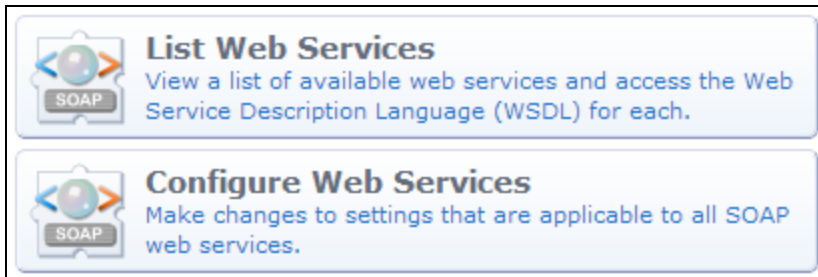 List Web Services
View a list of available web services and access the Web
Service Description Language (WSDL) for each.
SOAP
Configure Web Services
Make changes to settings that are applicable to all SOAP
web services.
SOAP